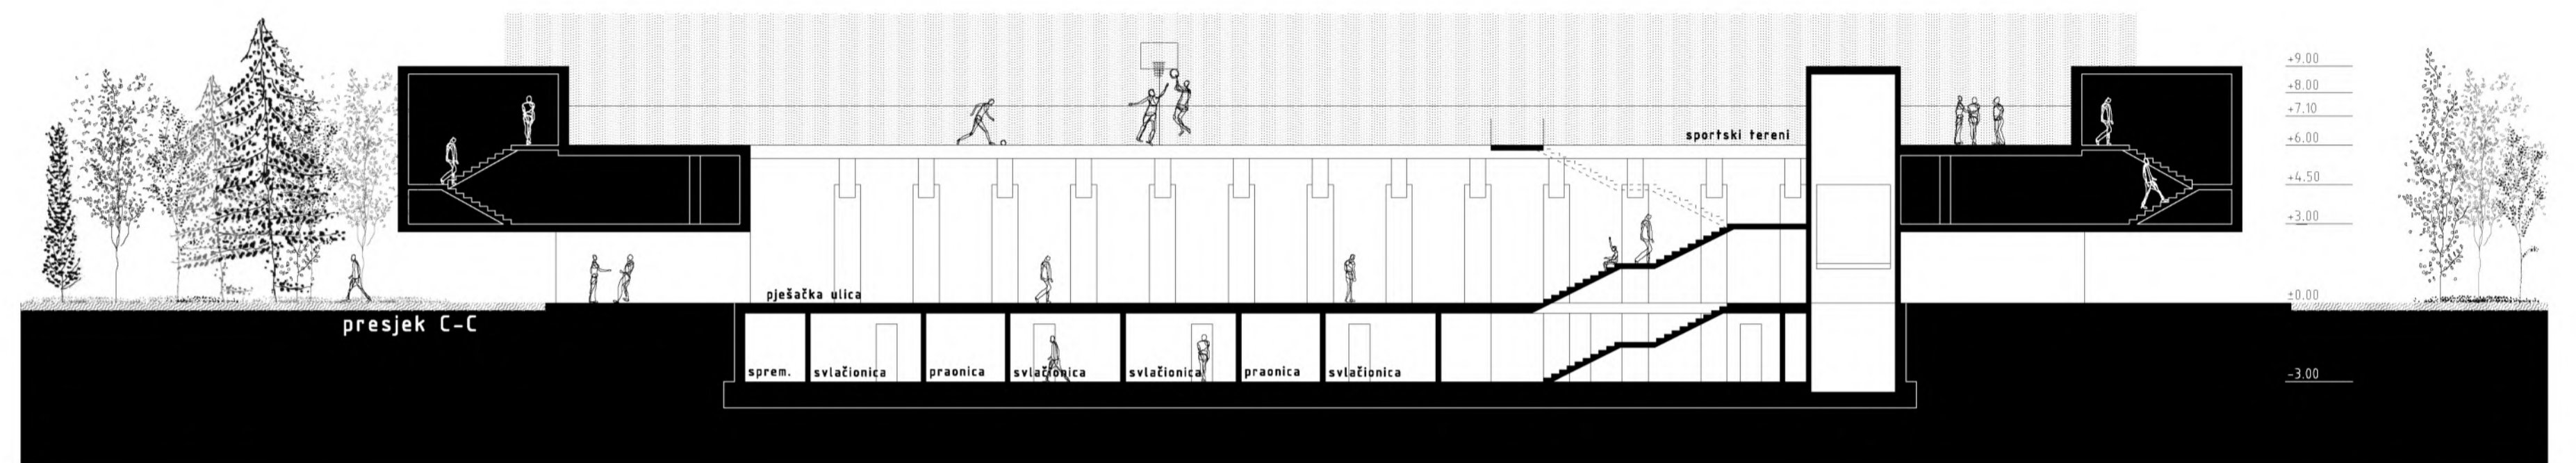 +9.00
+8.00
+7.10
sportski tereni
+6.00
+4.50
+3.00
pješačka ulica
±0.00
presjek C-C
sprem.
svlačionica
praonica
svlačionica
svlačionica
praonica
svlačionica
-3.00